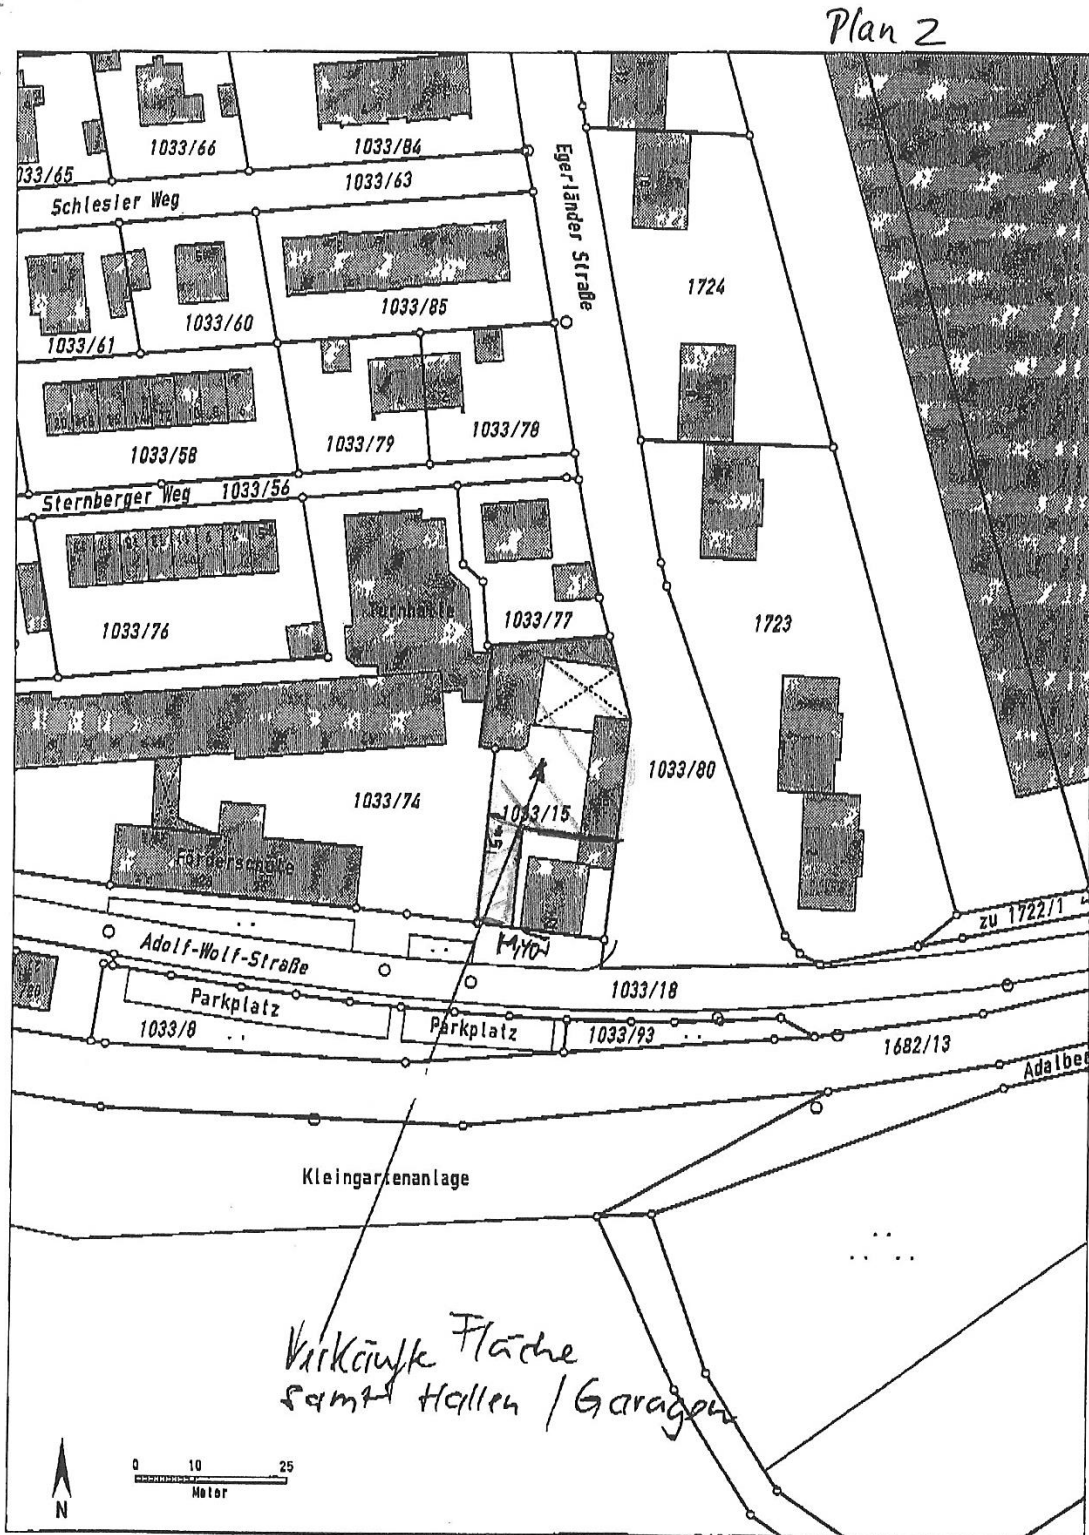 Plan 2
1033/66
1033/84
033/65
1033/63
Schlesier Weg
Egerländer Straße
1724
1033/85
1033/60
1033/61
1033/79
1033/78
1033/58
Sternberger Weg 1033/56
Turnhalle
1033/77
1033/76
1723
1033/80
1033/74
1033/15
Förderschule
zu 1722/1
Adolf-Wolf-Straße
1033/18
Parkplatz
Parkplatz
1033/93
1033/8
1682/13
Adalbe
Kleingartenanlage
Verkaufte Fläche
samt Hallen / Garagen
0 10 25
Meter
N